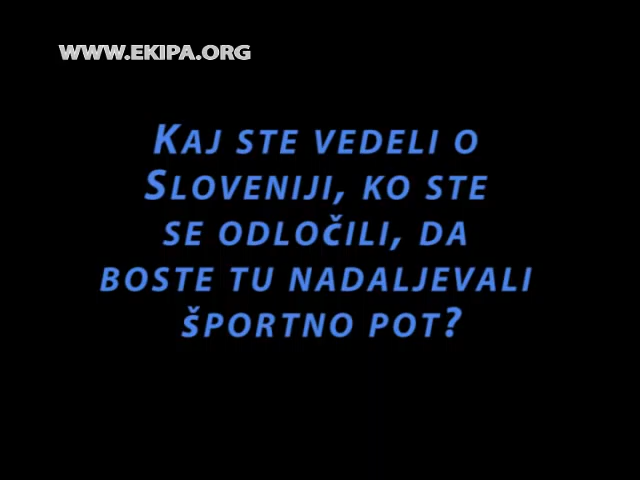 WWW.EKIPA.ORG
KAJ STE VEDELI O
SLOVENIJI, KO STE
SE ODLOČILI, DA
BOSTE TU NADALJEVALI
ŠPORTNO POT?